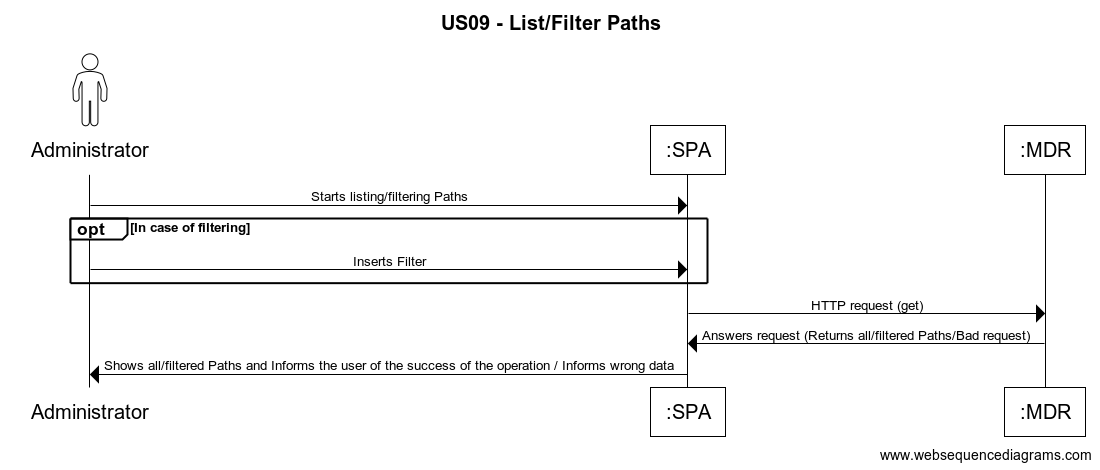 US09 - List/Filter Paths
Administrator
:SPA
:MDR
Starts listing/filtering Paths
opt
[In case of filtering]
Inserts Filter
HTTP request (get)
Answers request (Returns all/filtered Paths/Bad request)
Shows all/filtered Paths and Informs the user of the success of the operation / Informs wrong data
Administrator
:SPA
:MDR
www.websequencediagrams.com